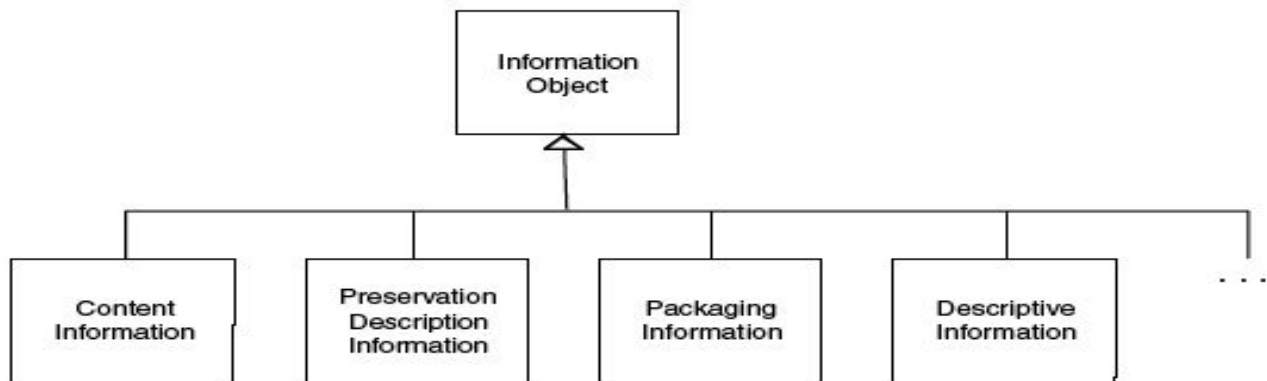 Information
Object
Content
Information
Preservation
Description
Information
Packaging
Information
Descriptive
Information
. . .